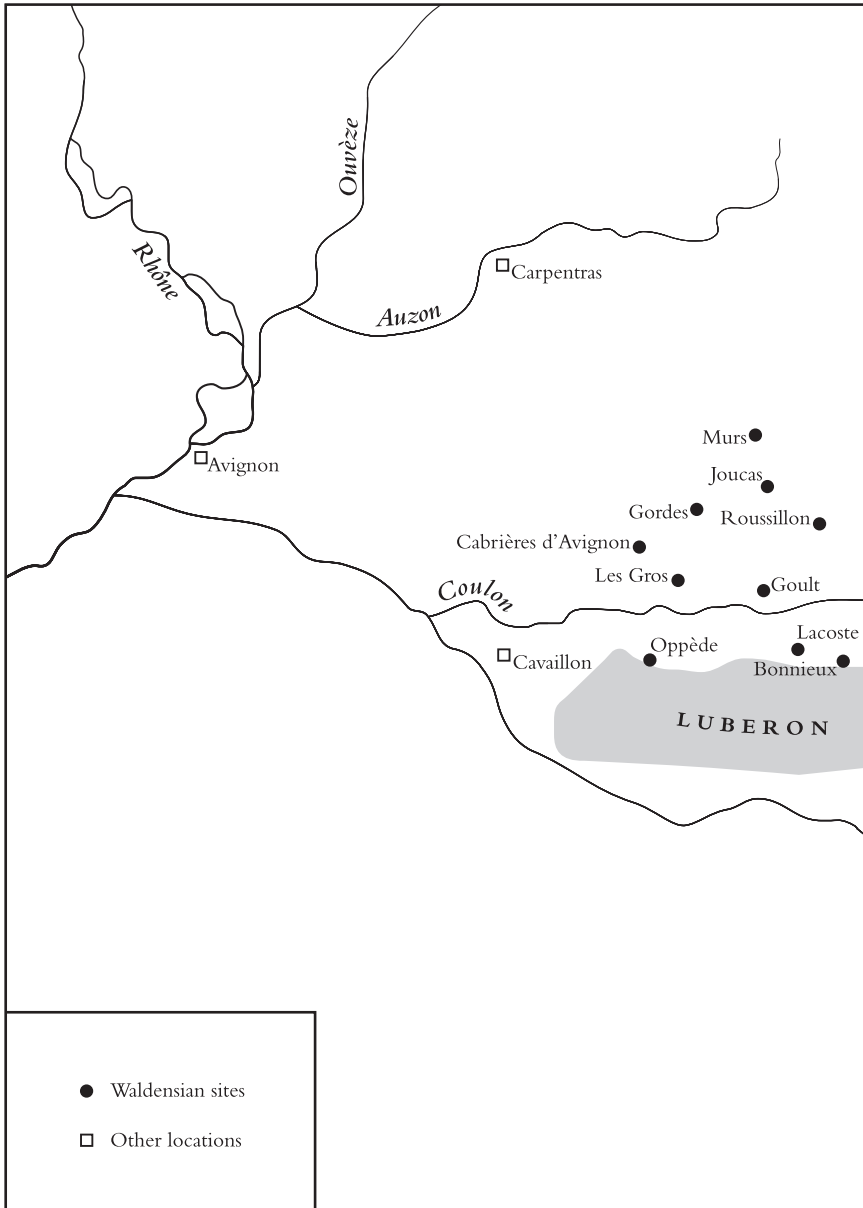 Ouvèze
Rhône
Carpentras
Auzon
Murs
Avignon
Joucas
Gordes
Roussillon
Cabrières d’Avignon
Les Gros
Goult
Coulon
Lacoste
Oppède
Cavaillon
Bonnieux
LUBERON
Waldensian sites
Other locations